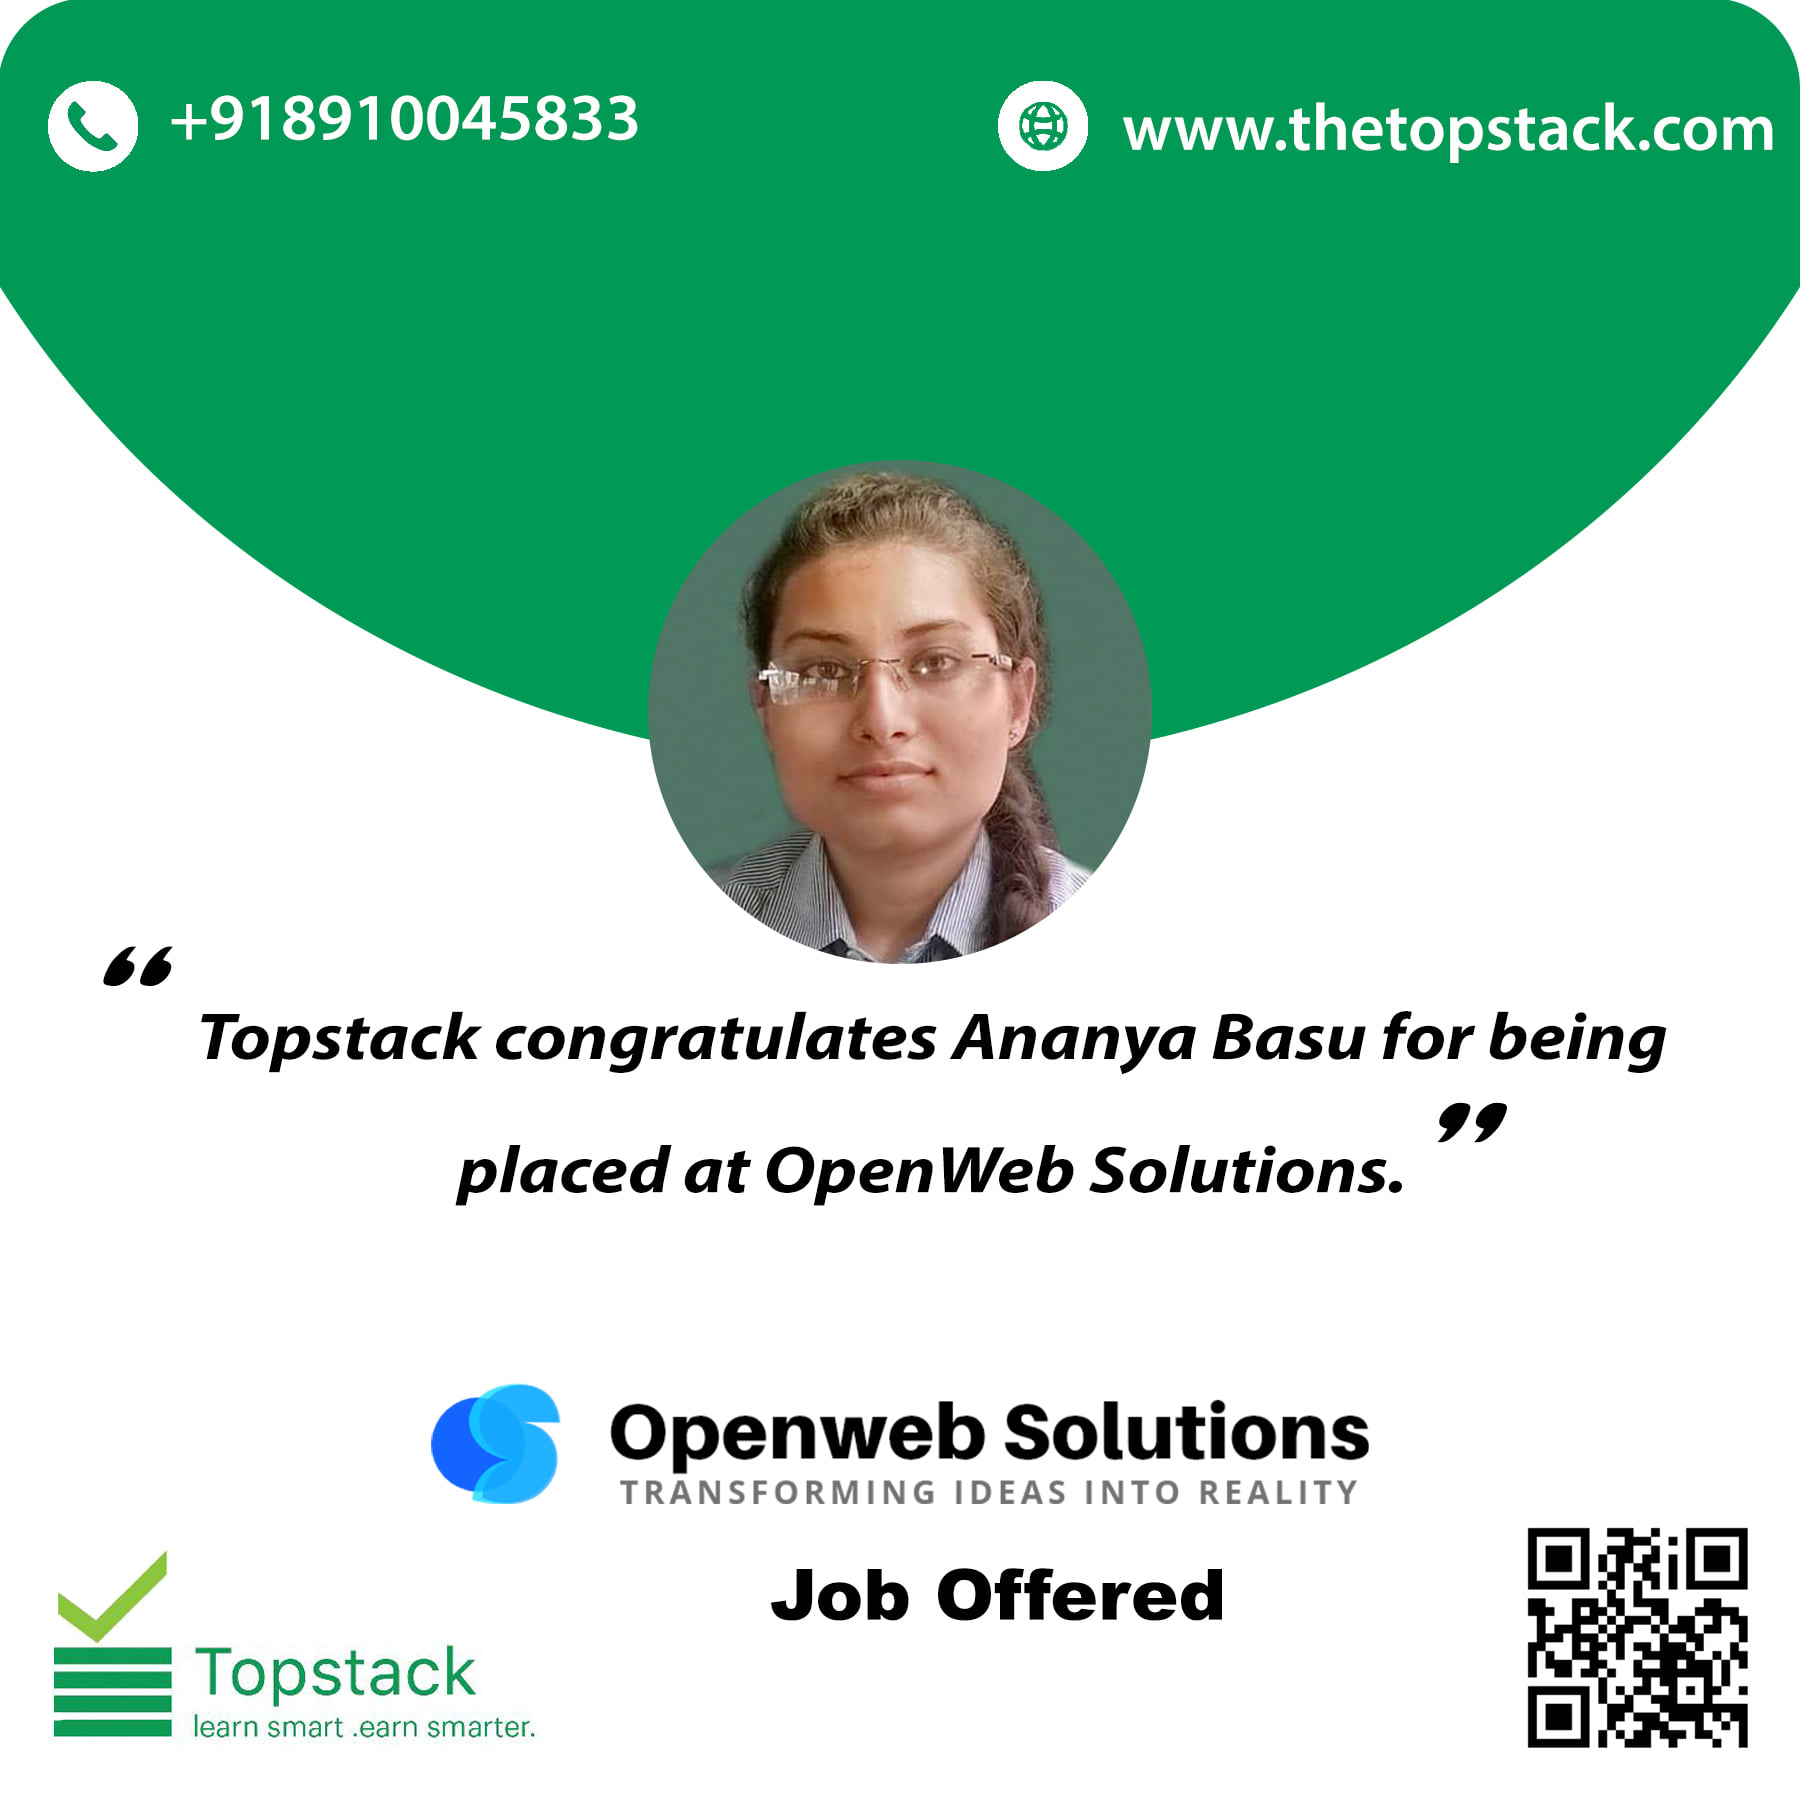 +918910045833
www.thetopstack.com
“ Topstack congratulates Ananya Basu for being
placed at OpenWeb Solutions. ”
Openweb Solutions
TRANSFORMING IDEAS INTO REALITY
Job Offered
Topstack
learn smart .earn smarter.